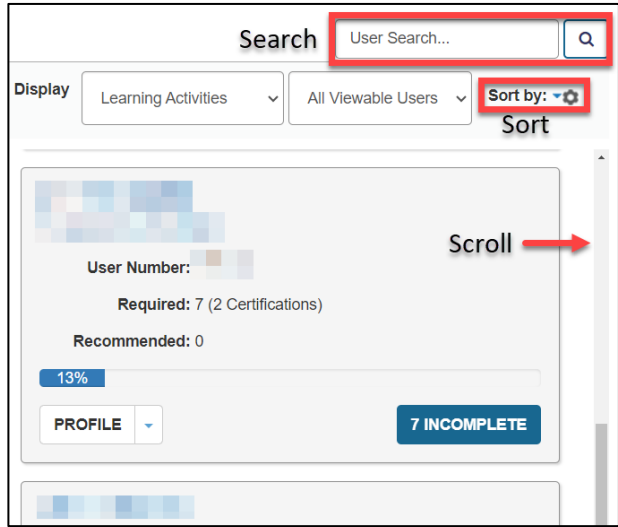 Search
User Search...
Display
Learning Activities
All Viewable Users
Sort by:
Sort
Scroll
User Number:
Required: 7 (2 Certifications)
Recommended: 0
13%
PROFILE
7 INCOMPLETE